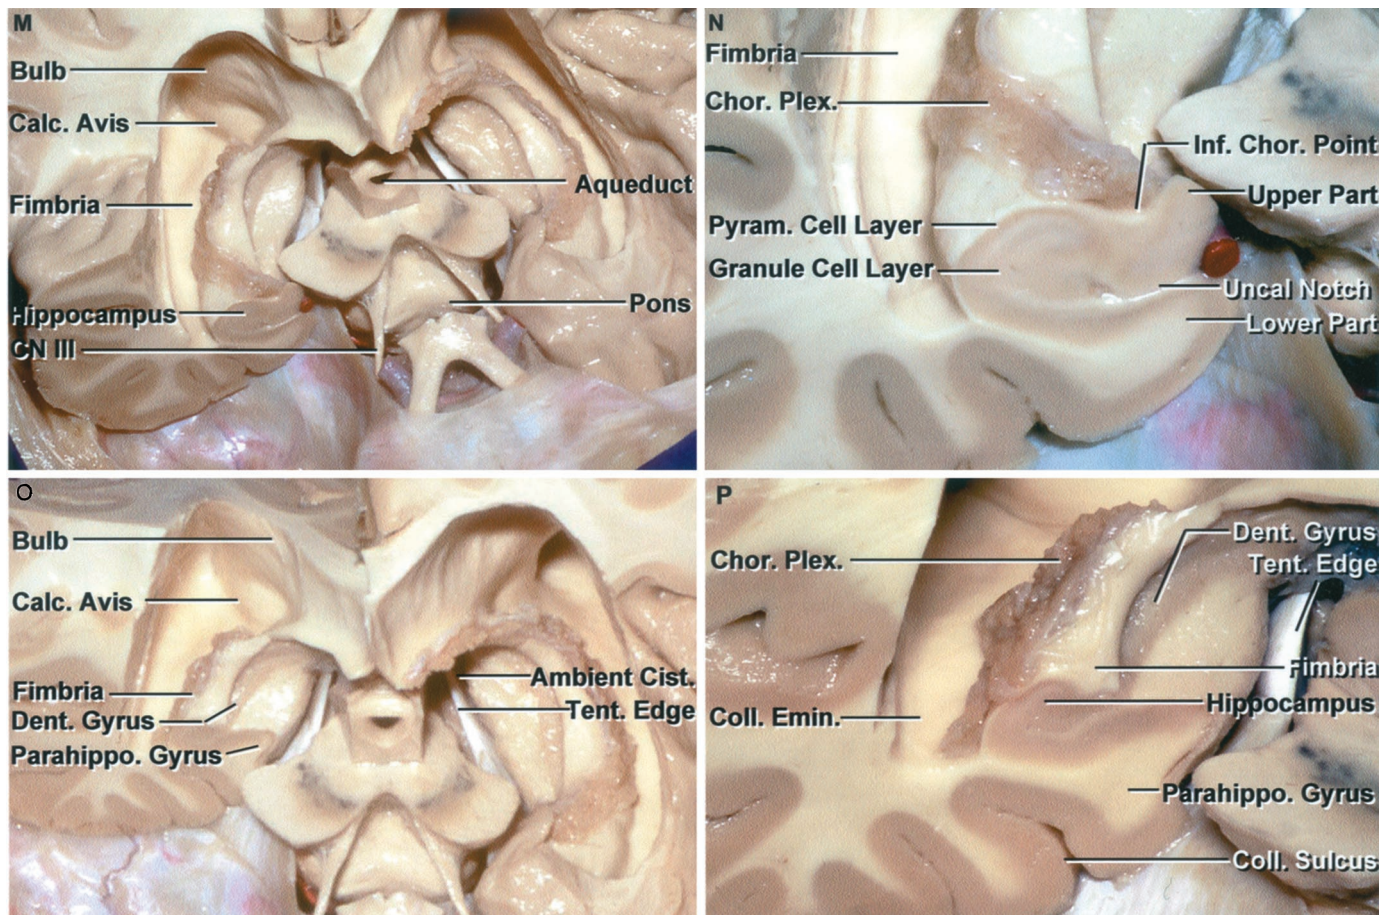 M
Bulb
Calc. Avis
Fimbria
Hippocampus
CN III
Aqueduct
Pons
N
Fimbria
Chor. Plex.
Pyram. Cell Layer
Granule Cell Layer
Inf. Chor. Point
Upper Part
Uncal Notch
Lower Part
O
Bulb
Calc. Avis
Fimbria
Dent. Gyrus
Parahippo. Gyrus
Ambient Cist.
Tent. Edge
P
Chor. Plex.
Coll. Emin.
Dent. Gyrus
Tent. Edge
Fimbria
Hippocampus
Parahippo. Gyrus
Coll. Sulcus